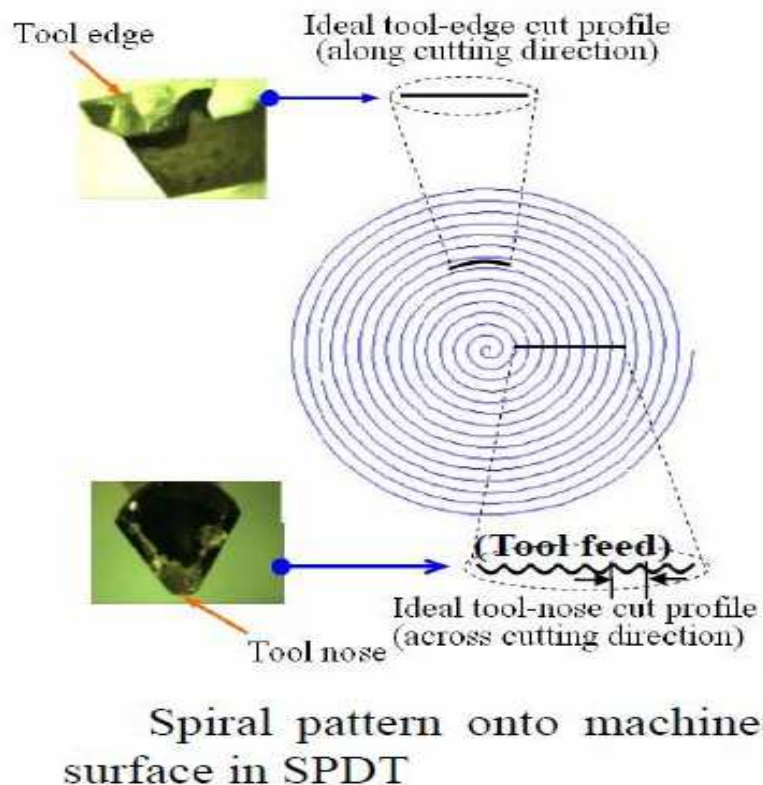 Tool edge
Ideal tool-edge cut profile
(along cutting direction)
(Tool feed)
Ideal tool-nose cut profile
(across cutting direction)
Tool nose
Spiral pattern onto machine
surface in SPDT